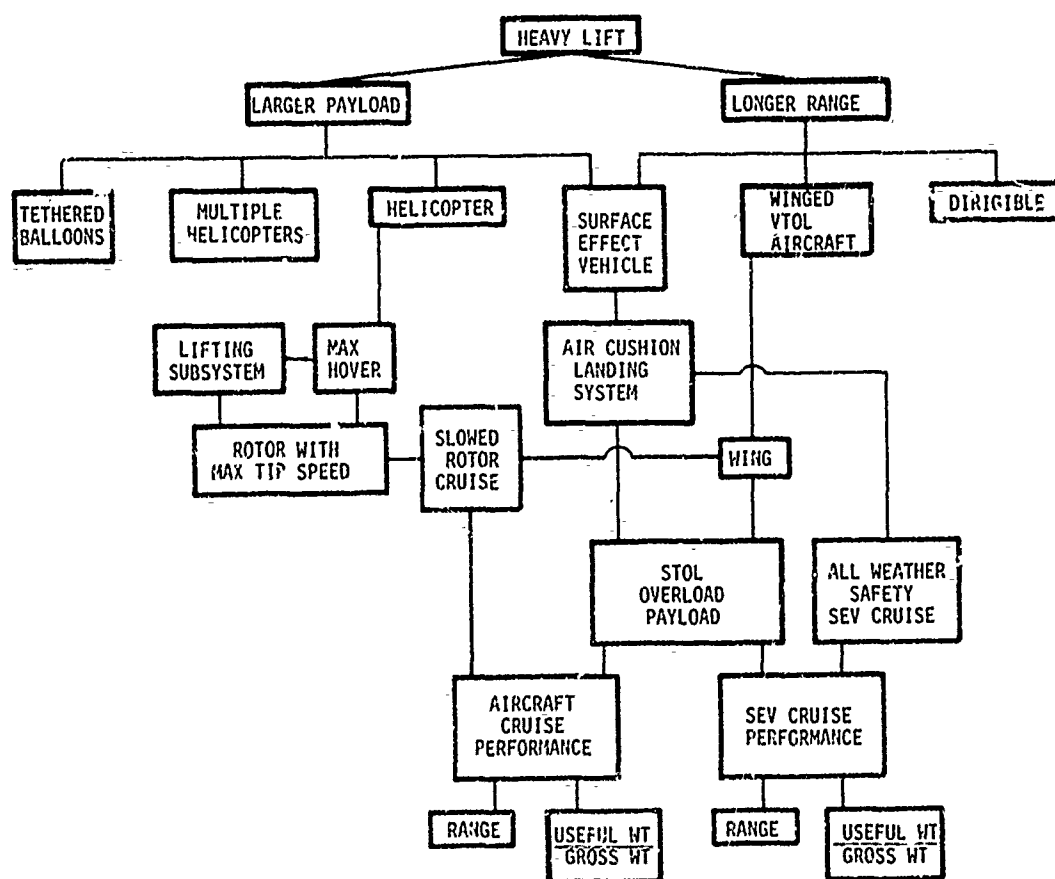 HEAVY LIFT
LARGER PAYLOAD
LONGER RANGE
TETHERED
BALLOONS
MULTIPLE
HELICOPTERS
HELICOPTER
SURFACE
EFFECT
VEHICLE
WINGED
VTOL
AIRCRAFT
DIRIGIBLE
LIFTING
SUBSYSTEM
MAX
HOVER
AIR CUSHION
LANDING
SYSTEM
ROTOR WITH
MAX TIP SPEED
SLOWED
ROTOR
CRUISE
WING
STOL
OVERLOAD
PAYLOAD
ALL WEATHER
SAFETY
SEV CRUISE
AIRCRAFT
CRUISE
PERFORMANCE
SEV CRUISE
PERFORMANCE
RANGE
USEFUL WT
GROSS WT
RANGE
USEFUL WT
GROSS WT